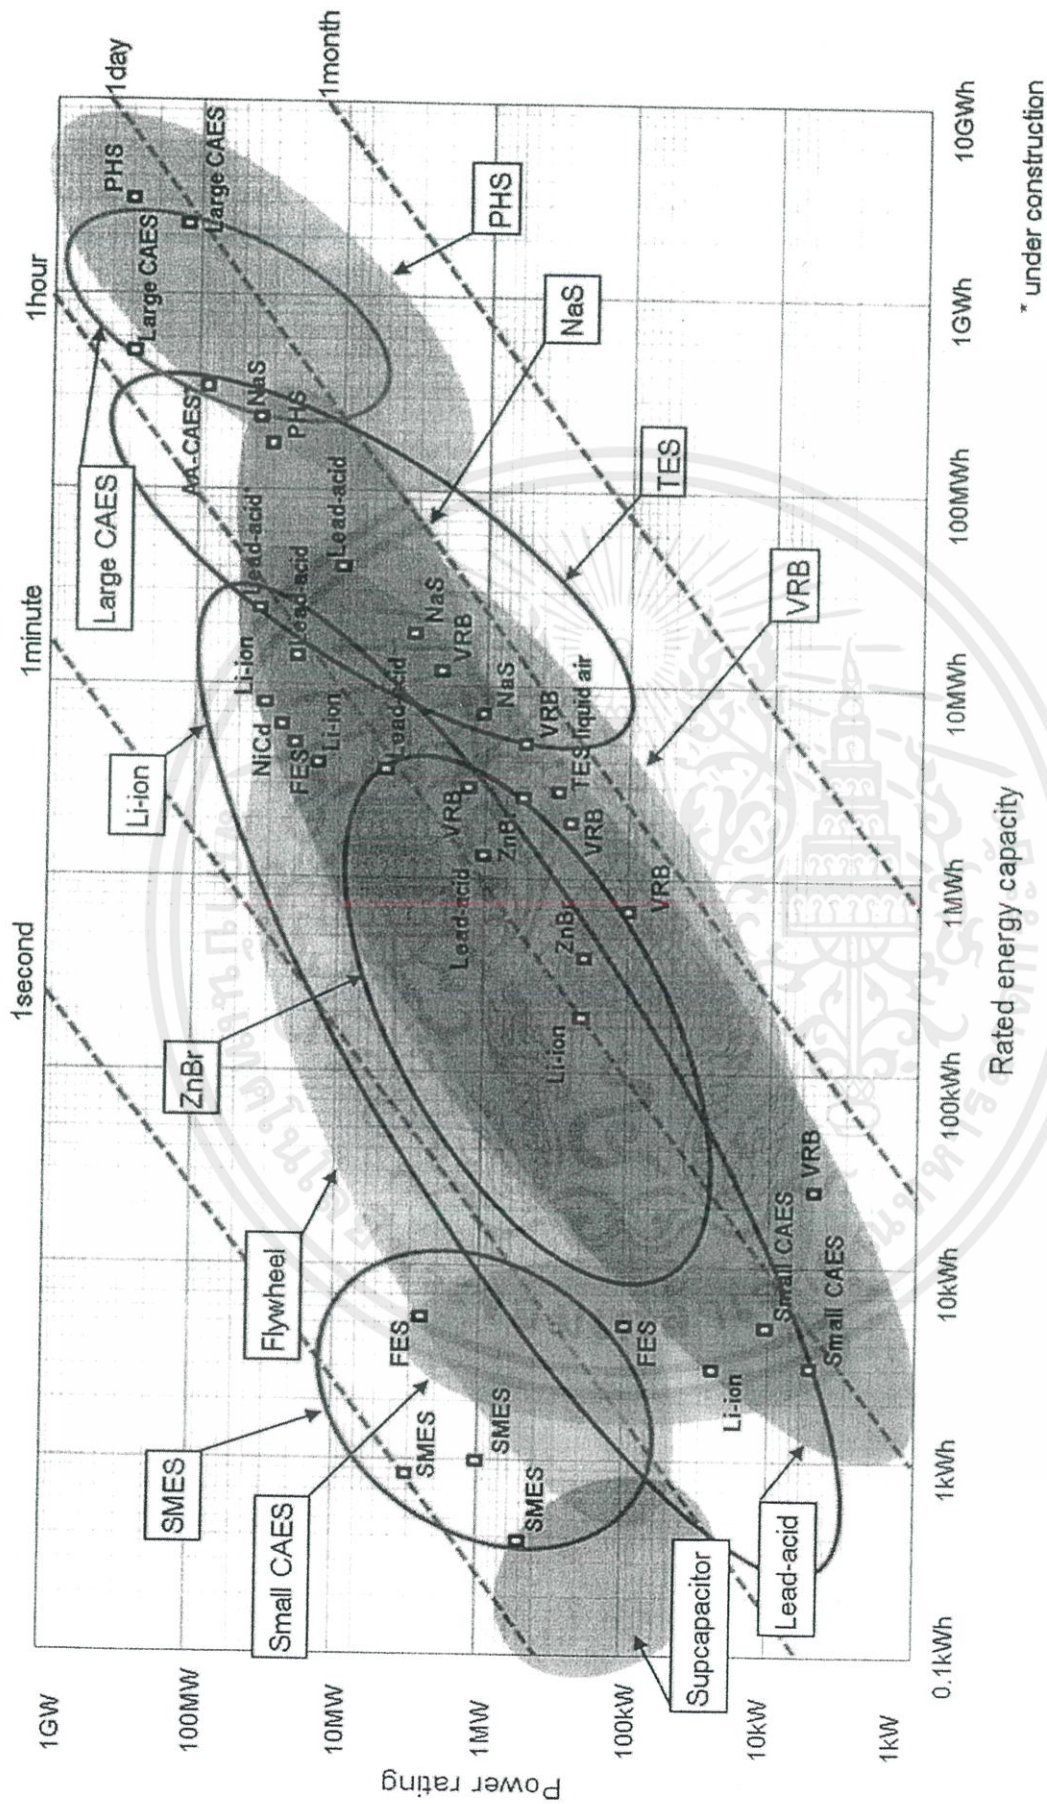 1second
1minute
1hour
1day
1month
1GW
100MW
10MW
1MW
100kW
10kW
1kW
Power rating
0.1kWh
1kWh
10kWh
100kWh
1MWh
10MWh
100MWh
1GWh
10GWh
Rated energy capacity
* under construction
SMES
Small CAES
Flywheel
ZnBr
Li-ion
Large CAES
PHS
NaS
TES
VRB
Lead-acid
Supcapacitor
PHS
Large CAES
Large CAES
AA-CAES*
NaS
PHS
Lead-acid*
Lead-acid
Lead-acid
Li-ion
NiCd
FES
Li-ion
Lead-acid
NaS
VRB
NaS
VRB
TES liquid air
VRB
ZnBr
VRB
Lead-acid
ZnBr
VRB
Li-ion
FES
FES
SMES
SMES
SMES
Li-ion
Small CAES
Small CAES
VRB